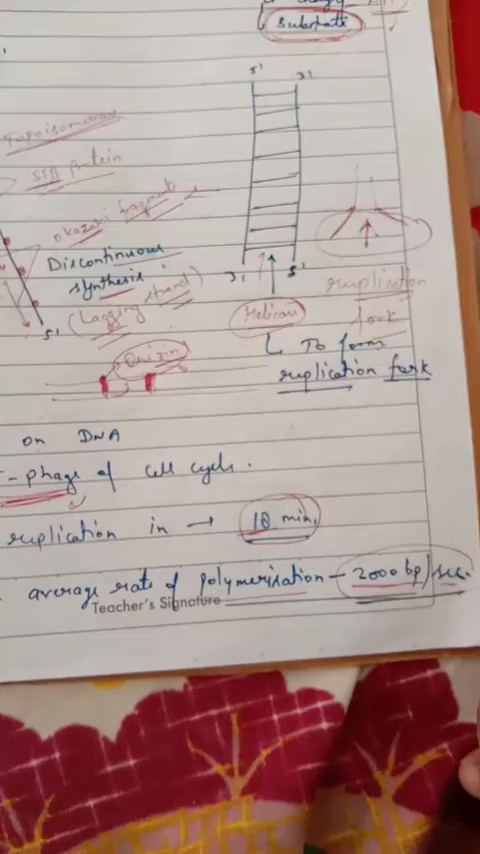 substrate
5' 3'
Topoisomerase
SSB protein
okazaki fragments
Discontinuous
synthesis
(Lagging strand)
5'
3' 5'
Helicase
replication
fork
↳ To form
replication fork
Origin
on DNA
- phage of cell cycle.
replication in → 18 min.
average rate of polymerisation - 2000 bp/sec.
Teacher's Signature